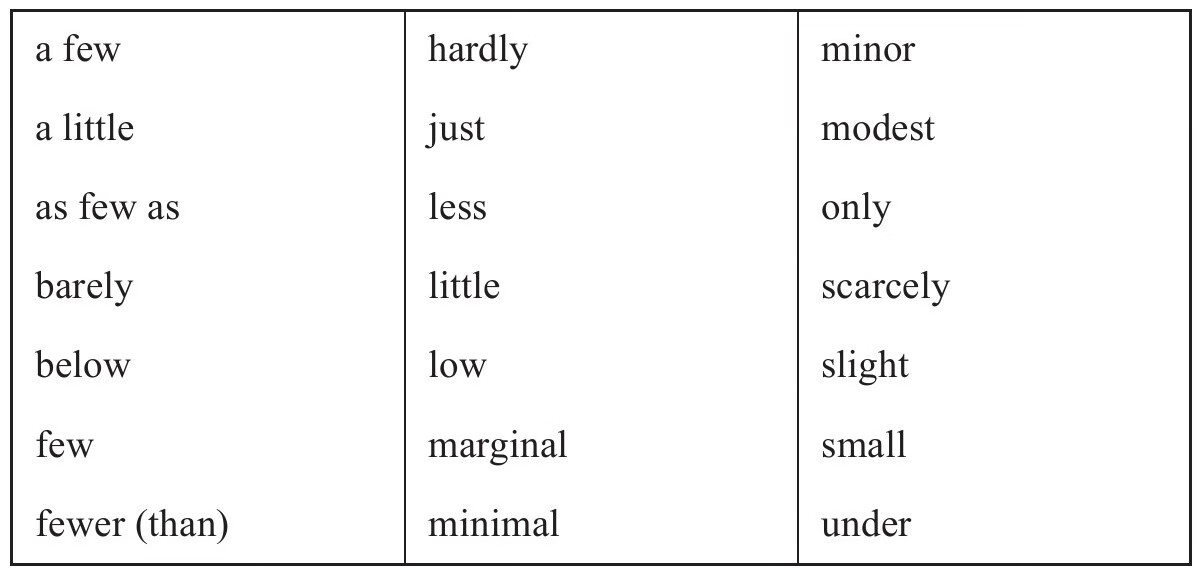 a few
a little
as few as
barely
below
few
fewer (than)
hardly
just
less
little
low
marginal
minimal
minor
modest
only
scarcely
slight
small
under